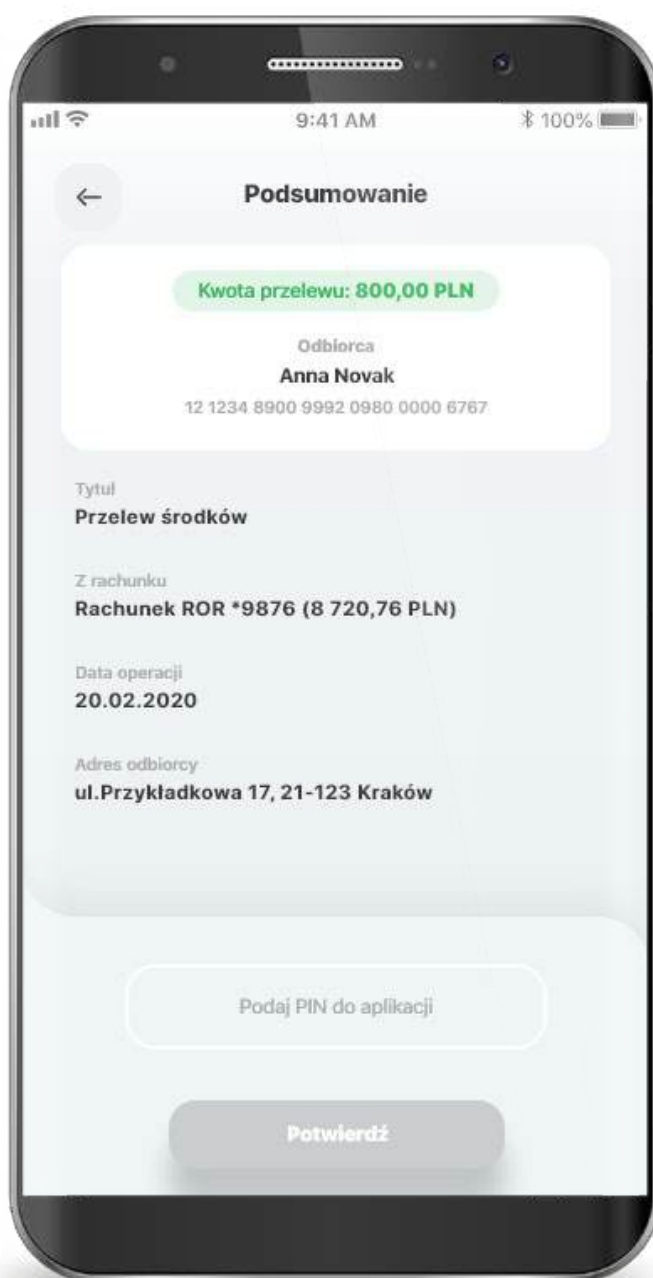 9:41 AM
100%
Podsumowanie
Kwota przelewu: 800,00 PLN
Odbiorca
Anna Novak
12 1234 8900 9992 0980 0000 6767
Tytuł
Przelew środków
Z rachunku
Rachunek ROR *9876 (8 720,76 PLN)
Data operacji
20.02.2020
Adres odbiorcy
ul.Przykładkowa 17, 21-123 Kraków
Podaj PIN do aplikacji
Potwierdź